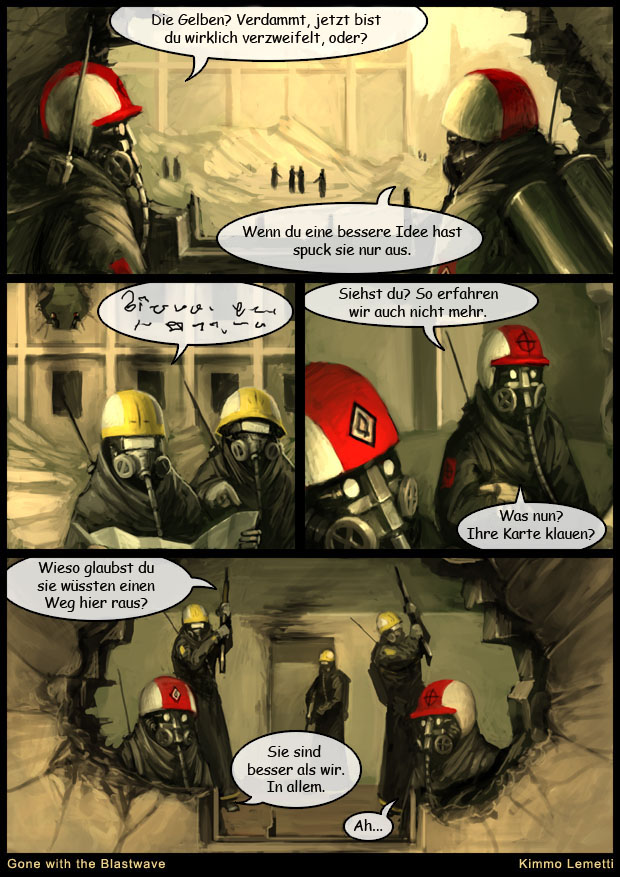 Die Gelben? Verdammt, jetzt bist
du wirklich verzweifelt, oder?
Wenn du eine bessere Idee hast
spuck sie nur aus.
Siehst du? So erfahren
wir auch nicht mehr.
Was nun?
Ihre Karte klauen?
Wieso glaubst du
sie wüssten einen
Weg hier raus?
Sie sind
besser als wir.
In allem.
Ah...
Gone with the Blastwave
Kimmo Lemetti